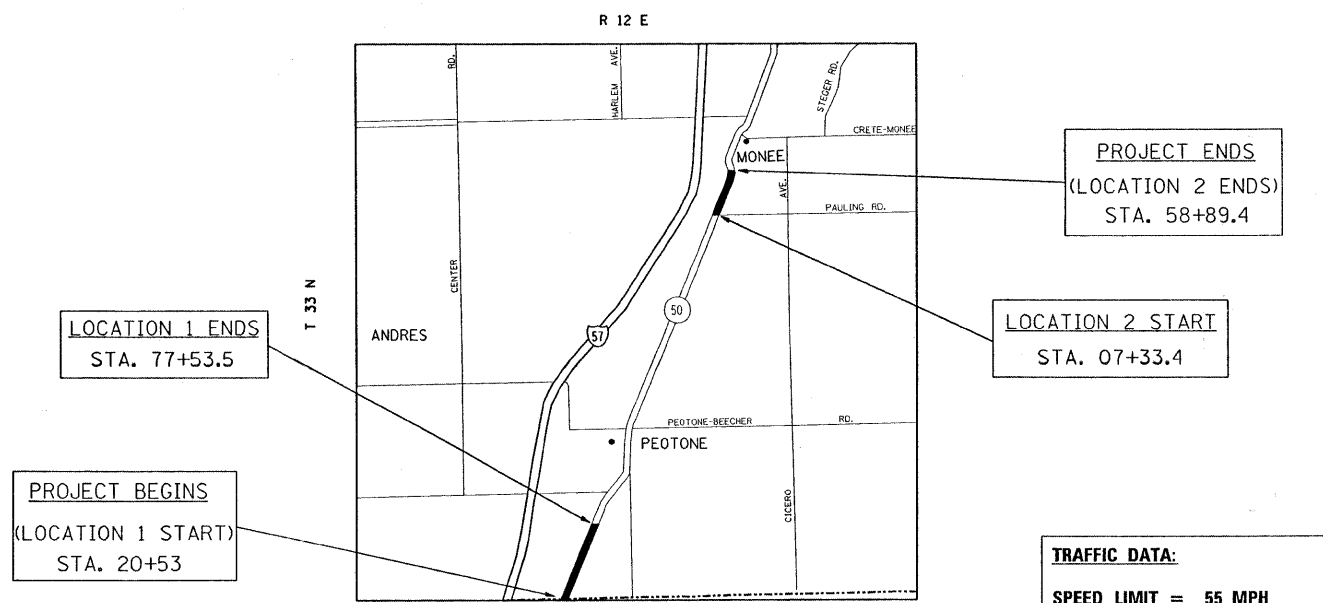 R 12 E
RD.
HARLEM AVE.
STEGER RD.
CRETE-MONEE
MONEE
PROJECT ENDS
(LOCATION 2 ENDS)
STA. 58+89.4
AVE.
PAULING RD.
CENTER
T 33 N
50
57
LOCATION 2 START
STA. 07+33.4
LOCATION 1 ENDS
STA. 77+53.5
ANDRES
PEOTONE-BEECHER RD.
PEOTONE
PROJECT BEGINS
(LOCATION 1 START)
STA. 20+53
CICERO
TRAFFIC DATA:
SPEED LIMIT = 55 MPH